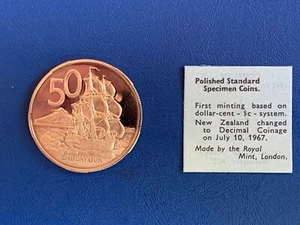 50
ENDEAVOUR
Polished Standard
Specimen Coins.
First minting based on
dollar-cent - 5c - system.
New Zealand changed
to Decimal Coinage
on July 10, 1967.
Made by the Royal
Mint, London.